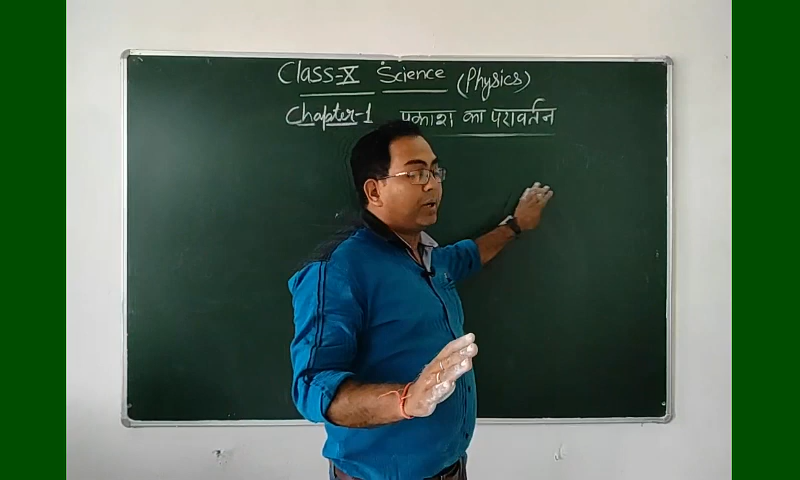 Class-X Science (Physics)
Chapter-1 प्रकाश का परावर्तन